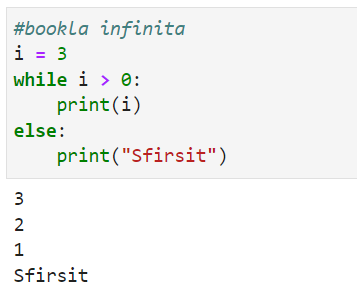 #bookla infinita
i = 3
while i > 0:
    print(i)
else:
    print("Sfirsit")
3
2
1
Sfirsit